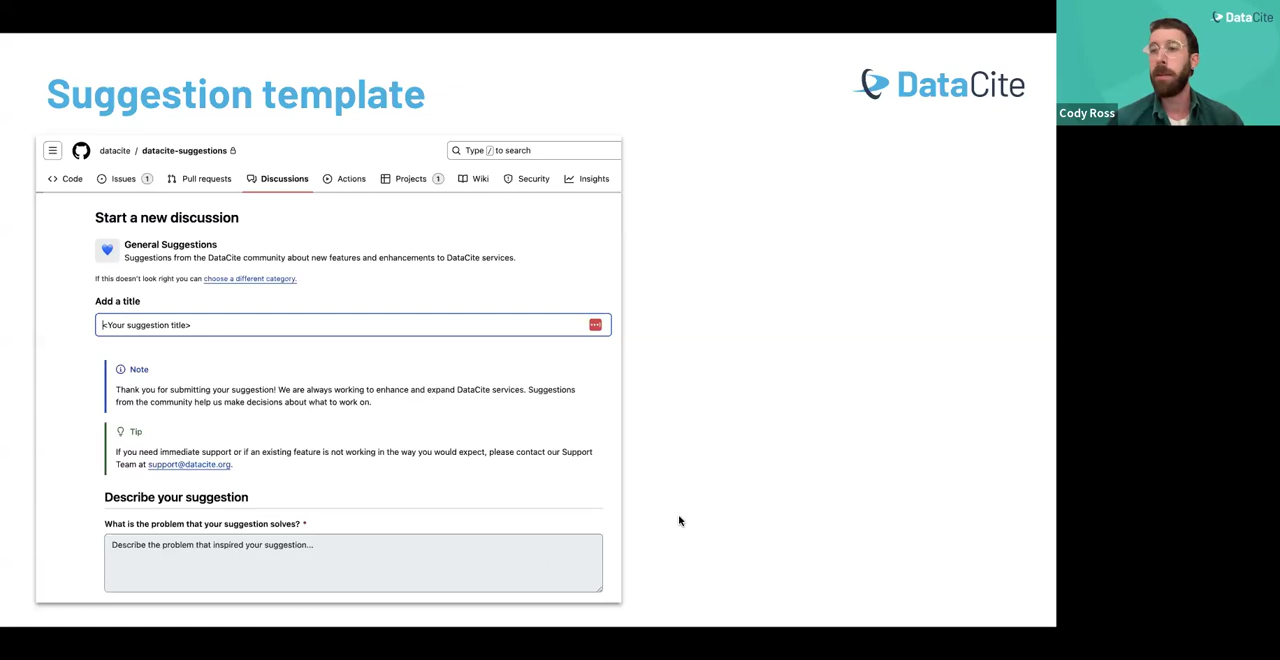 Suggestion template
DataCite
DataCite
Cody Ross
datacite / datacite-suggestions
Type / to search
Code
Issues 1
Pull requests
Discussions
Actions
Projects 1
Wiki
Security
Insights
Start a new discussion
General Suggestions
Suggestions from the DataCite community about new features and enhancements to DataCite services.
If this doesn't look right you can choose a different category.
Add a title
<Your suggestion title>
Note
Thank you for submitting your suggestion! We are always working to enhance and expand DataCite services. Suggestions
from the community help us make decisions about what to work on.
Tip
If you need immediate support or if an existing feature is not working in the way you would expect, please contact our Support
Team at support@datacite.org.
Describe your suggestion
What is the problem that your suggestion solves? *
Describe the problem that inspired your suggestion...